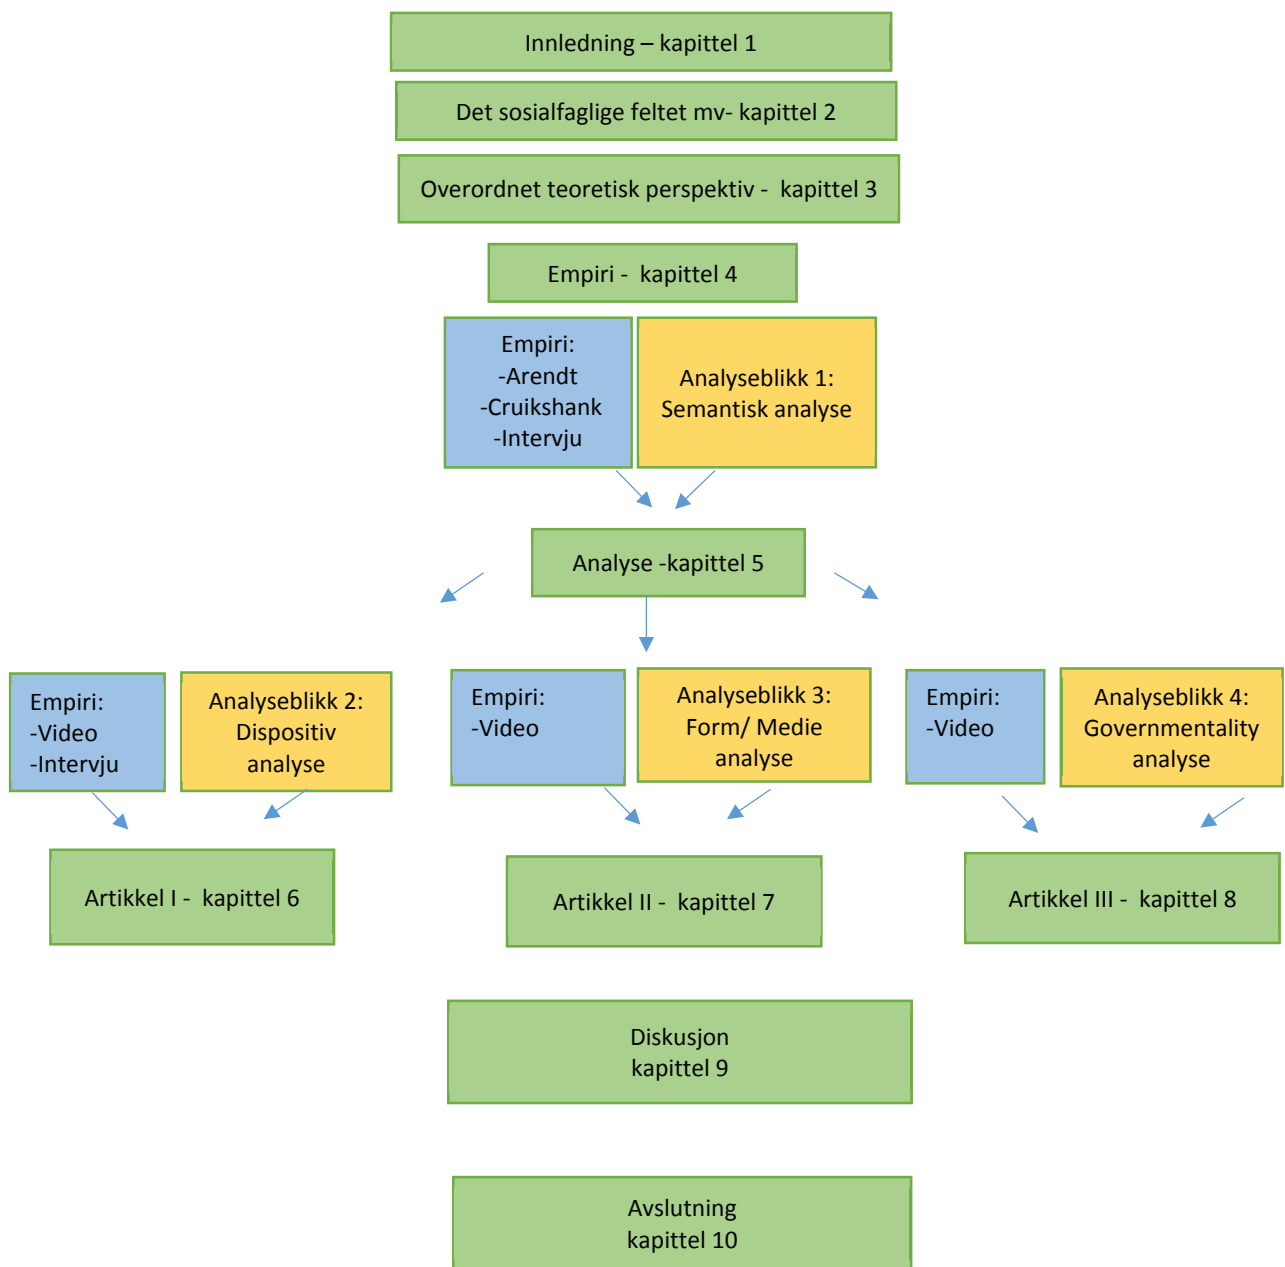 Innledning – kapittel 1
Det sosialfaglige feltet mv- kapittel 2
Overordnet teoretisk perspektiv - kapittel 3
Empiri - kapittel 4
Empiri:
-Arendt
-Cruikshank
-Intervju
Analyseblikk 1:
Semantisk analyse
Analyse -kapittel 5
Empiri:
-Video
-Intervju
Analyseblikk 2:
Dispositiv
analyse
Empiri:
-Video
Analyseblikk 3:
Form/ Medie
analyse
Empiri:
-Video
Analyseblikk 4:
Governmentality
analyse
Artikkel I - kapittel 6
Artikkel II - kapittel 7
Artikkel III - kapittel 8
Diskusjon
kapittel 9
Avslutning
kapittel 10